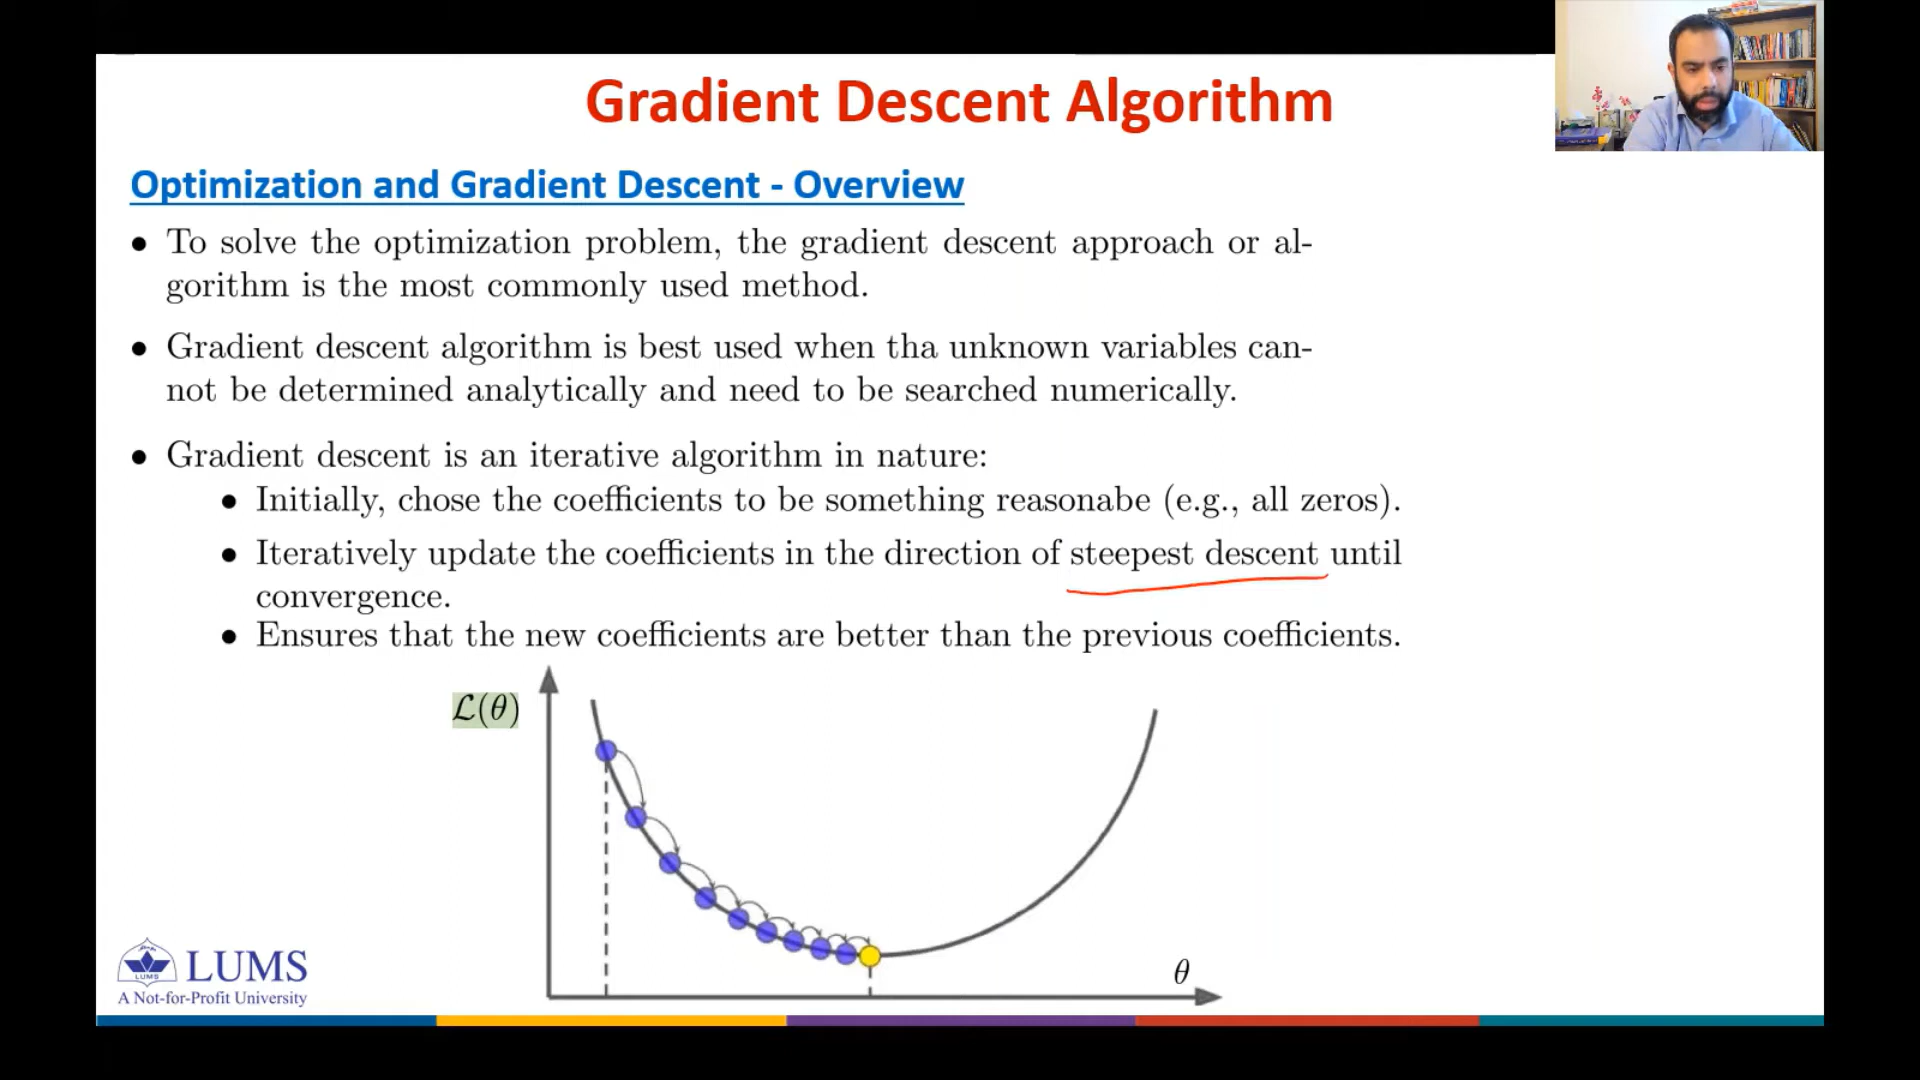 Gradient Descent Algorithm
Optimization and Gradient Descent - Overview
• To solve the optimization problem, the gradient descent approach or al-
gorithm is the most commonly used method.
• Gradient descent algorithm is best used when tha unknown variables can-
not be determined analytically and need to be searched numerically.
• Gradient descent is an iterative algorithm in nature:
• Initially, chose the coefficients to be something reasonabe (e.g., all zeros).
• Iteratively update the coefficients in the direction of steepest descent until
convergence.
• Ensures that the new coefficients are better than the previous coefficients.
ℒ(θ)
θ
LUMS
LUMS
A Not-for-Profit University